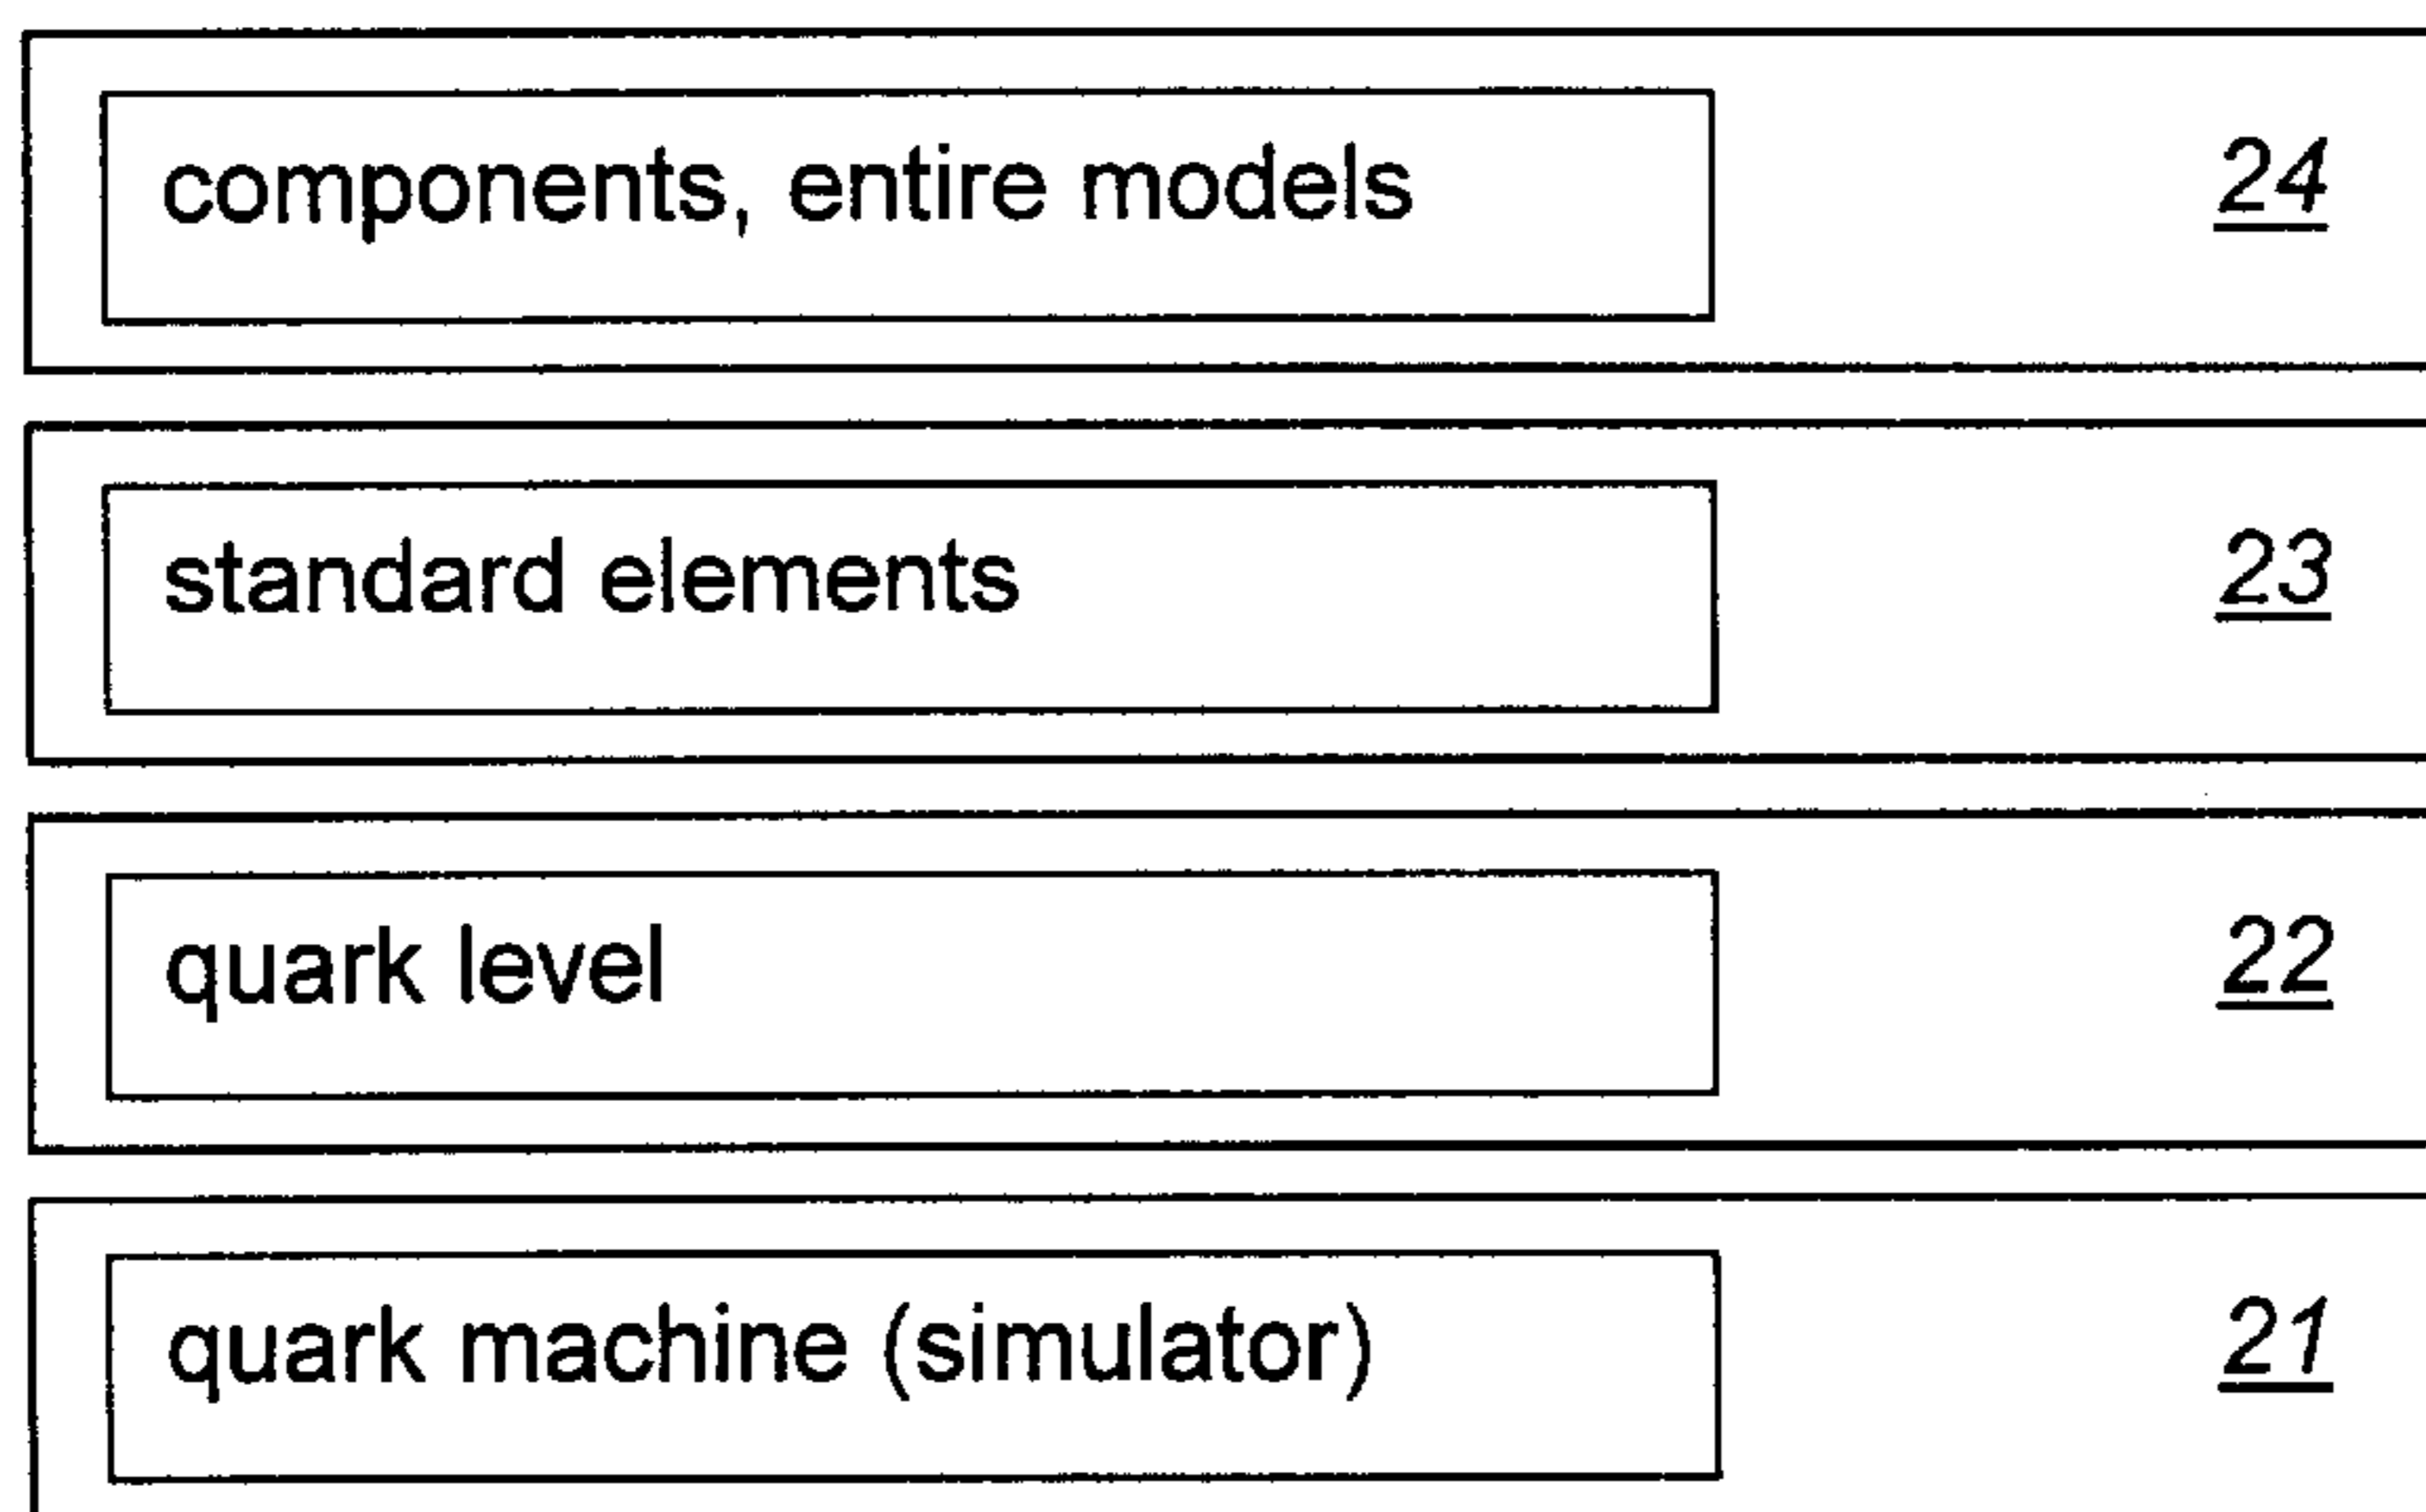 components, entire models 24
standard elements 23
quark level 22
quark machine (simulator) 21